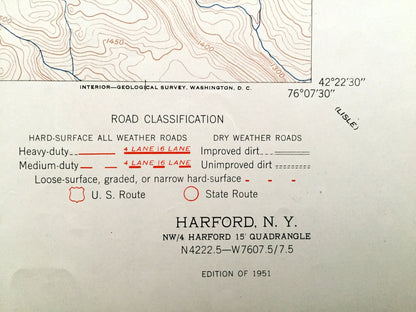 1450
1400
1200
INTERIOR—GEOLOGICAL SURVEY, WASHINGTON, D. C.
42°22'30"
76°07'30"
(LISLE)
ROAD CLASSIFICATION
HARD-SURFACE ALL WEATHER ROADS DRY WEATHER ROADS
Heavy-duty 4 LANE 6 LANE Improved dirt
Medium-duty 4 LANE 6 LANE Unimproved dirt
Loose-surface, graded, or narrow hard-surface
U. S. Route State Route
HARFORD, N. Y.
NW/4 HARFORD 15' QUADRANGLE
N4222.5—W7607.5/7.5
EDITION OF 1951